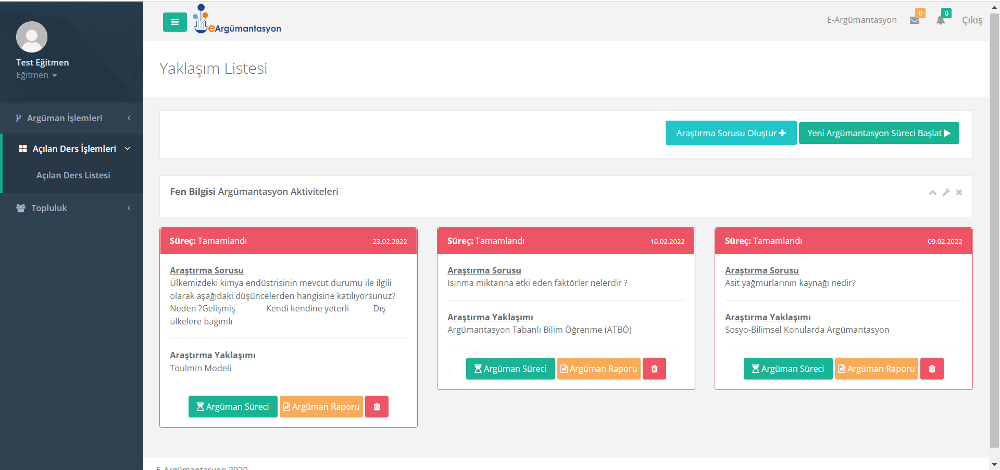 Test Eğitmen
Eğitmen
Argüman İşlemleri
Açılan Ders İşlemleri
Açılan Ders Listesi
Topluluk
eArgümantasyon
E-Argümantasyon
0
0
Çıkış
Yaklaşım Listesi
Araştırma Sorusu Oluştur
Yeni Argümantasyon Süreci Başlat
Fen Bilgisi Argümantasyon Aktiviteleri
Süreç: Tamamlandı 23.02.2022
Araştırma Sorusu
Ülkemizdeki kimya endüstrisinin mevcut durumu ile ilgili
olarak aşağıdaki düşüncelerden hangisine katılıyorsunuz?
Neden ?Gelişmiş Kendi kendine yeterli Dış
ülkelere bağımlı
Araştırma Yaklaşımı
Toulmin Modeli
Argüman Süreci Argüman Raporu
Süreç: Tamamlandı 16.02.2022
Araştırma Sorusu
Isınma miktarına etki eden faktörler nelerdir ?
Araştırma Yaklaşımı
Argümantasyon Tabanlı Bilim Öğrenme (ATBÖ)
Argüman Süreci Argüman Raporu
Süreç: Tamamlandı 09.02.2022
Araştırma Sorusu
Asit yağmurlarının kaynağı nedir?
Araştırma Yaklaşımı
Sosyo-Bilimsel Konularda Argümantasyon
Argüman Süreci Argüman Raporu
E-Argümantasyon 2020